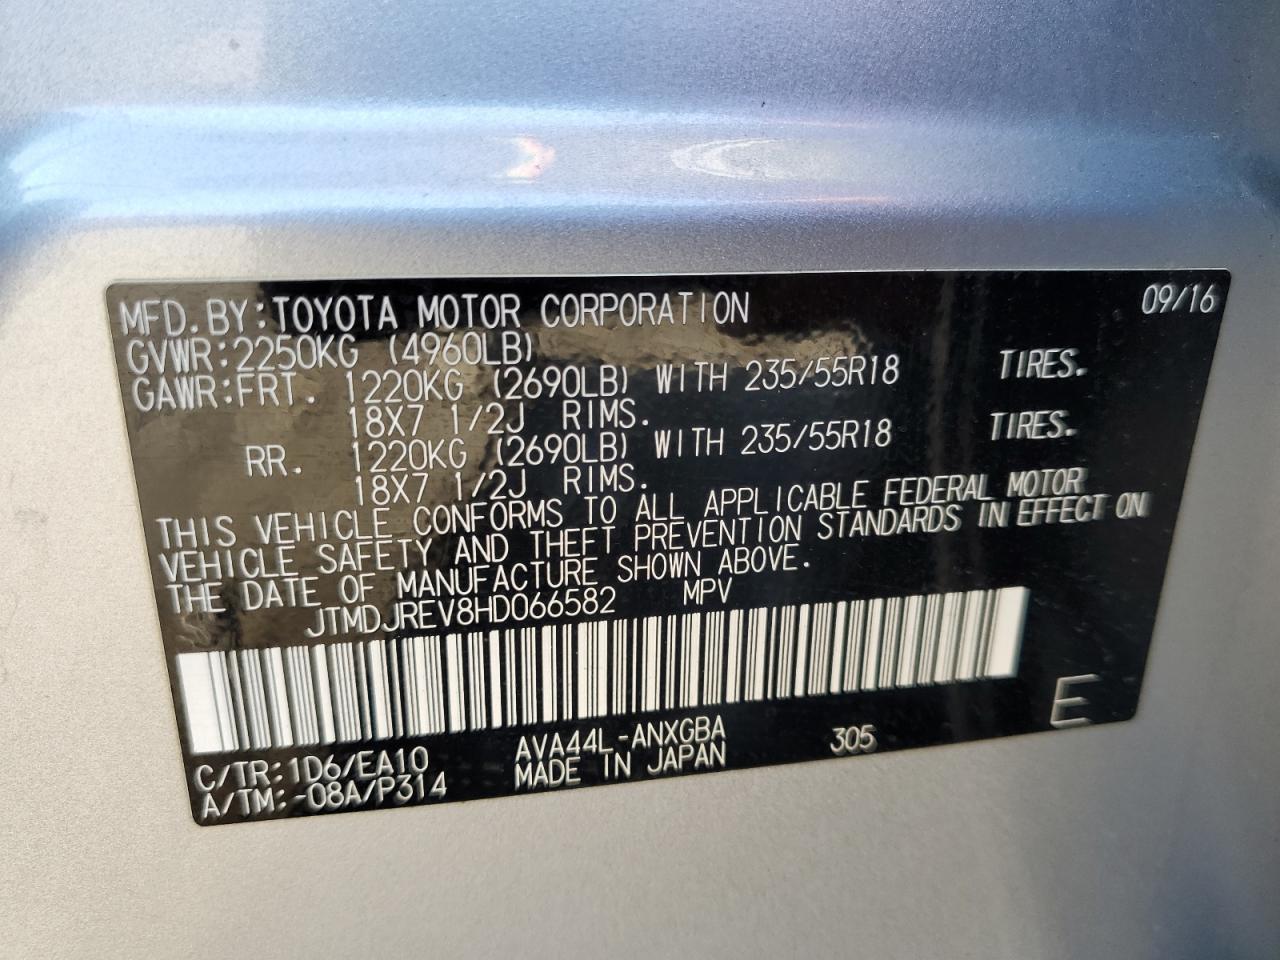 MFD. BY: TOYOTA MOTOR CORPORATION 09/16
GVWR: 2250KG (4960LB)
GAWR: FRT. 1220KG (2690LB) WITH 235/55R18 TIRES.
18X7 1/2J RIMS.
RR. 1220KG (2690LB) WITH 235/55R18 TIRES.
18X7 1/2J RIMS.
THIS VEHICLE CONFORMS TO ALL APPLICABLE FEDERAL MOTOR
VEHICLE SAFETY AND THEFT PREVENTION STANDARDS IN EFFECT ON
THE DATE OF MANUFACTURE SHOWN ABOVE.
JTMDJREV8HD066582 MPV
E
C/TR: 1D6/EA10 AVA44L-ANXGBA 305
A/TM: -08A/P314 MADE IN JAPAN